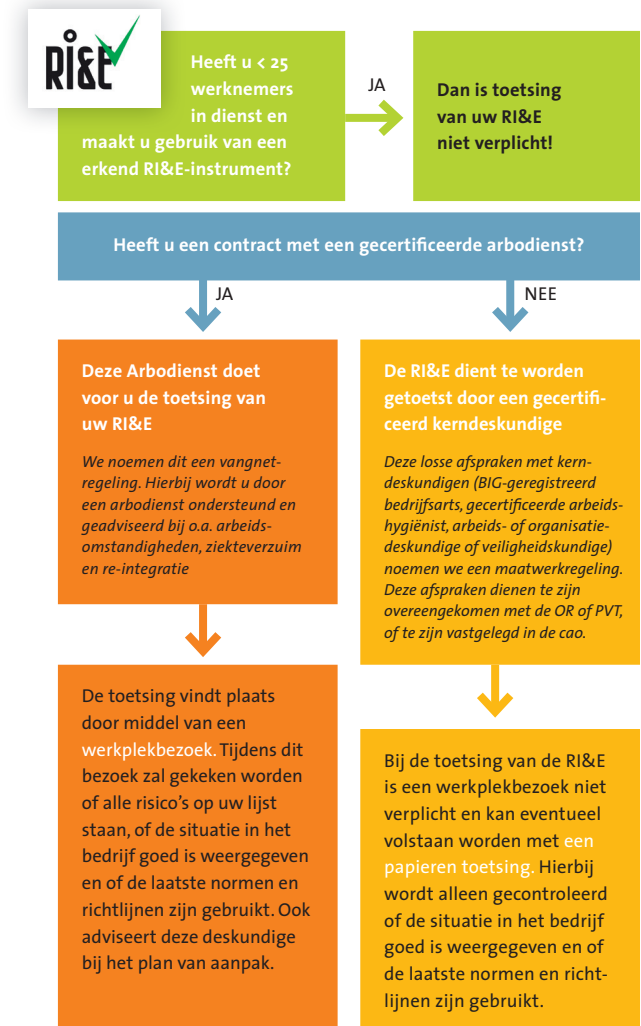 RI&E
Heeft u < 25
werknemers
in dienst en
maakt u gebruik van een
erkend RI&E-instrument?
JA
Dan is toetsing
van uw RI&E
niet verplicht!
Heeft u een contract met een gecertificeerde arbodienst?
JA
NEE
Deze Arbodienst doet
voor u de toetsing van
uw RI&E
We noemen dit een vangnet-
regeling. Hierbij wordt u door
een arbodienst ondersteund en
geadviseerd bij o.a. arbeids-
omstandigheden, ziekteverzuim
en re-integratie
De toetsing vindt plaats
door middel van een
werkplekbezoek. Tijdens dit
bezoek zal gekeken worden
of alle risico’s op uw lijst
staan, of de situatie in het
bedrijf goed is weergegeven
en of de laatste normen en
richtlijnen zijn gebruikt. Ook
adviseert deze deskundige
bij het plan van aanpak.
De RI&E dient te worden
getoetst door een gecertifi-
ceerd kerndeskundige
Deze losse afspraken met kern-
deskundigen (BIG-geregistreerd
bedrijfsarts, gecertificeerde arbeids-
hygiënist, arbeids- of organisatie-
deskundige of veiligheidskundige)
noemen we een maatwerkregeling.
Deze afspraken dienen te zijn
overeengekomen met de OR of PVT,
of te zijn vastgelegd in de cao.
Bij de toetsing van de RI&E
is een werkplekbezoek niet
verplicht en kan eventueel
volstaan worden met een
papieren toetsing. Hierbij
wordt alleen gecontroleerd
of de situatie in het bedrijf
goed is weergegeven en of
de laatste normen en richt-
lijnen zijn gebruikt.